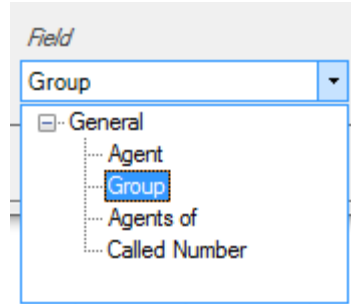 Field
Group
General
Agent
Group
Agents of
Called Number